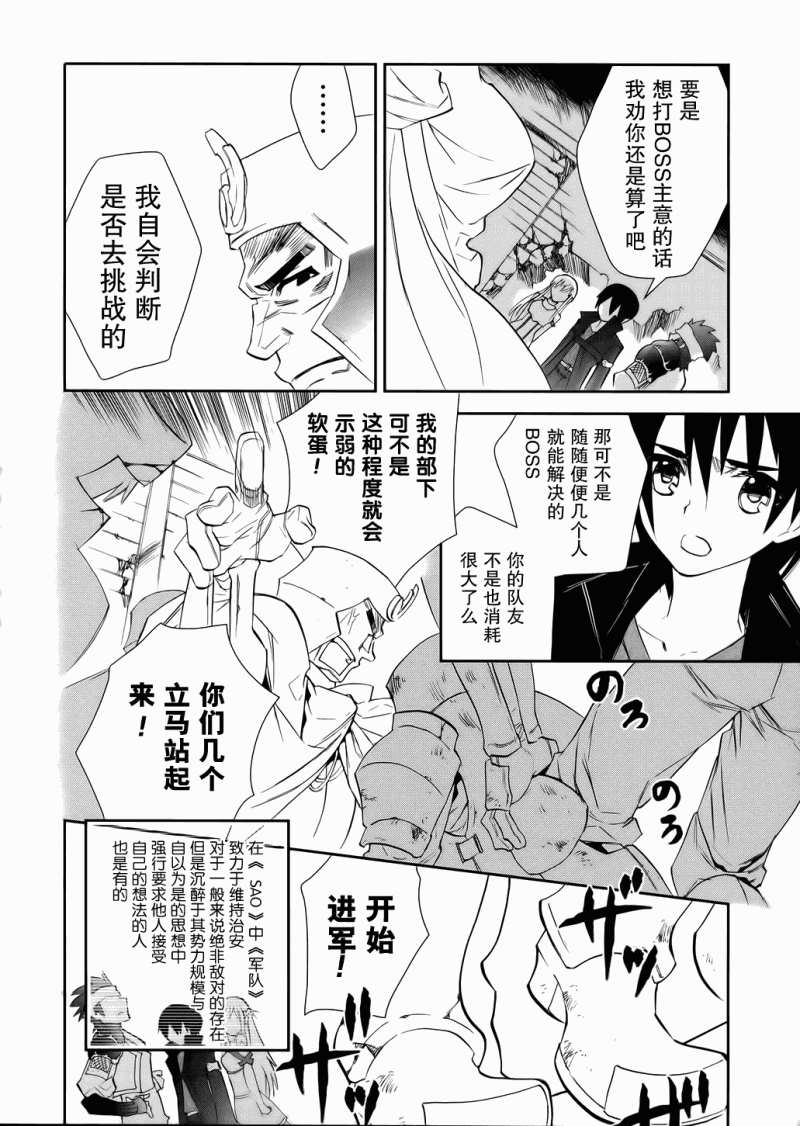 要是
想打BOSS主意的话
我劝你还是算了吧
……
我自会判断
是否去挑战的
那可不是
随随便便几个人
就能解决的
BOSS
你的队友
不是也消耗
很大了么
我的部下
可不是
这种程度就会
示弱的
软蛋！
你们几个
立马站起
来！
のろ
のろ
在《SAO》中《军队》
致力于维持治安
对于一般来说绝非敌对的存在
但是沉醉于其势力规模与
自以为是的思想中
强行要求他人接受
自己的想法的人
也是有的
开始
进军！
ザッ
ザッ
ザッ